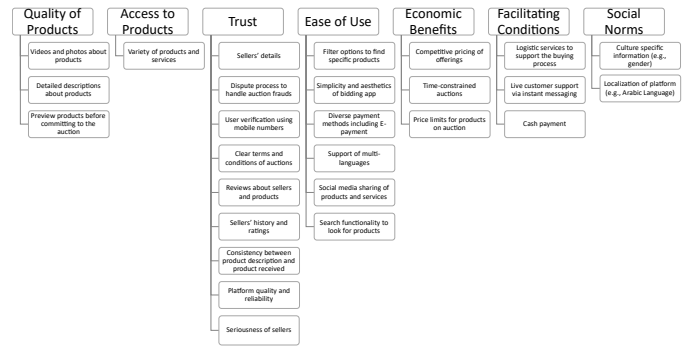 Quality of
Products
Videos and photos about
products
Detailed descriptions
about products
Preview products before
committing to the
auction
Access to
Products
Variety of products and
services
Trust
Sellers' details
Dispute process to
handle auction frauds
User verification using
mobile numbers
Clear terms and
conditions of auctions
Reviews about sellers
and products
Sellers' history and
ratings
Consistency between
product description and
product received
Platform quality and
reliability
Seriousness of sellers
Ease of Use
Filter options to find
specific products
Simplicity and aesthetics
of bidding app
Diverse payment
methods including E-
payment
Support of multi-
languages
Social media sharing of
products and services
Search functionality to
look for products
Economic
Benefits
Competitive pricing of
offerings
Time-constrained
auctions
Price limits for products
on auction
Facilitating
Conditions
Logistic services to
support the buying
process
Live customer support
via instant messaging
Cash payment
Social
Norms
Culture specific
information (e.g.,
gender)
Localization of platform
(e.g., Arabic Language)